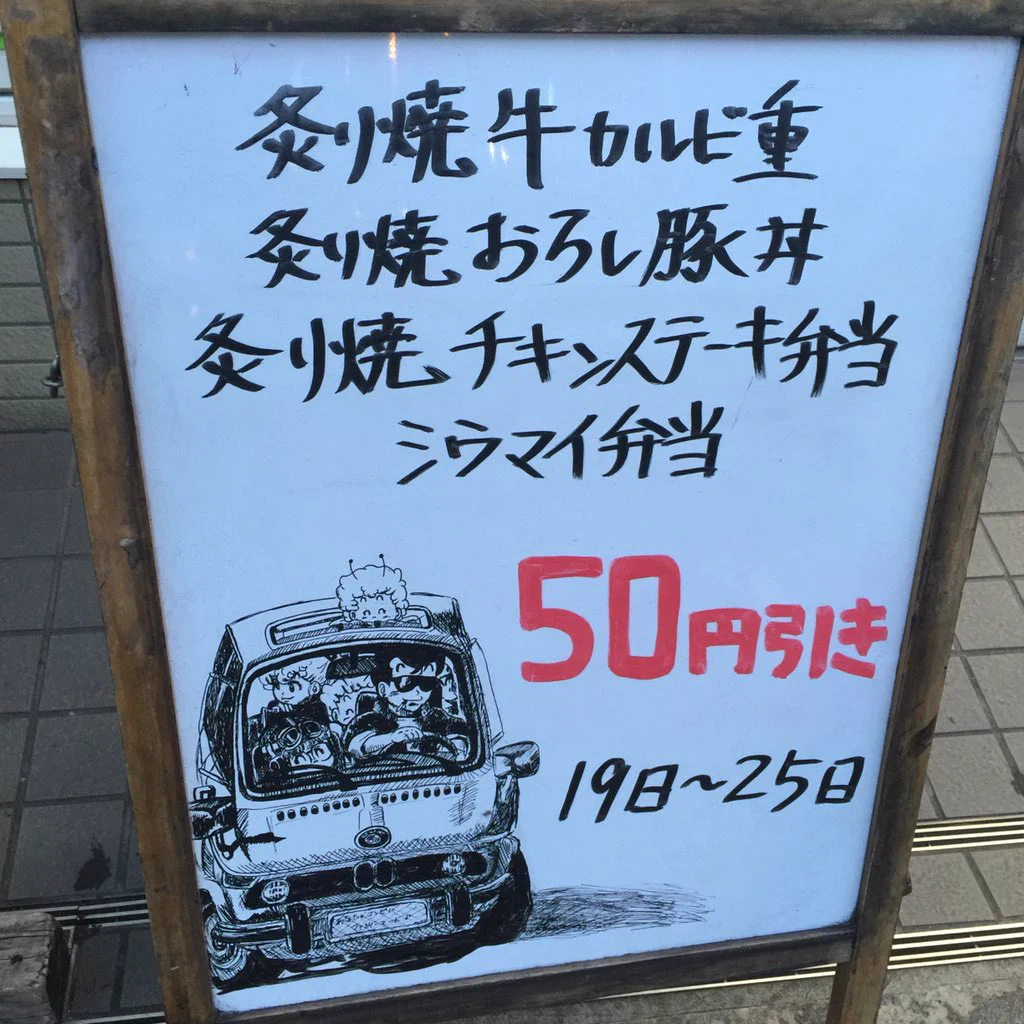 炙り焼牛カルビ重
炙り焼おろし豚丼
炙り焼チキンステーキ弁当
シウマイ弁当
50円引き
19日~25日